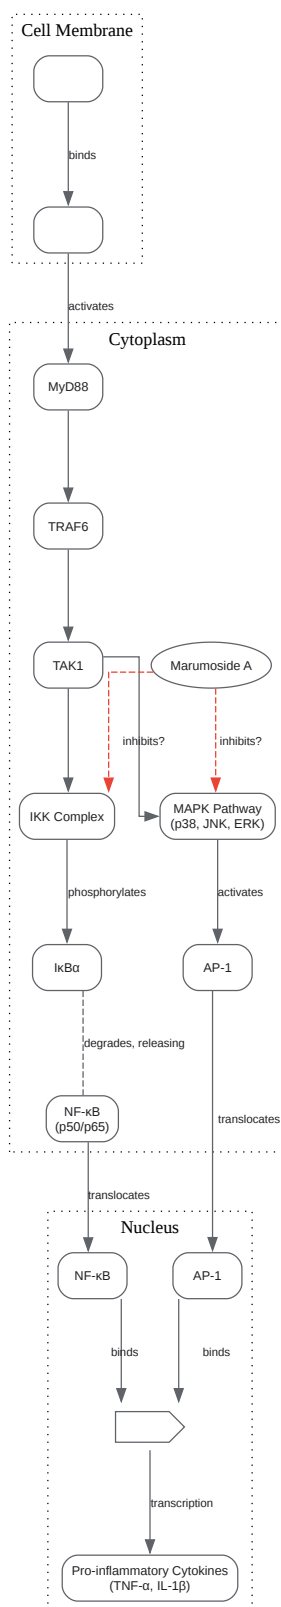 Cell Membrane
binds
activates
Cytoplasm
MyD88
TRAF6
TAK1
Marumoside A
inhibits?
inhibits?
IKK Complex
MAPK Pathway
(p38, JNK, ERK)
phosphorylates
activates
IκBα
AP-1
degrades, releasing
NF-κB
(p50/p65)
translocates
translocates
Nucleus
NF-κB
AP-1
binds
binds
transcription
Pro-inflammatory Cytokines
(TNF-α, IL-1β)